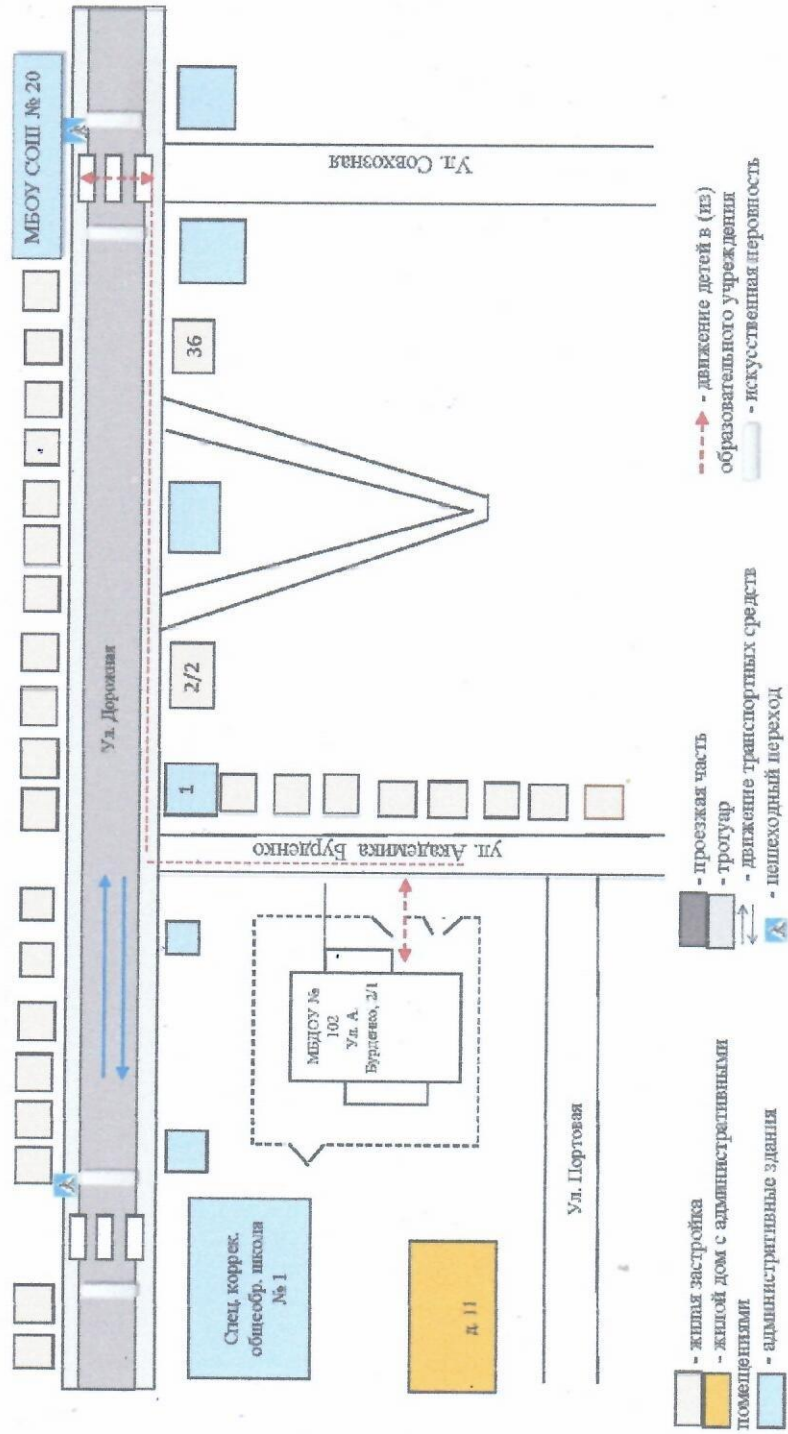 МБОУ СОШ № 20
Ул. Дорожная
2/2
36
1
ул. Академика Бурденко
Ул. Совхозная
МБДОУ №
102
Ул. А.
Бурденко, 2/1
Спец. коррек.
общеобр. школа
№ 1
д. 11
Ул. Портовая
- жилая застройка
- жилой дом с административными
помещениями
- административные здания
- проезжая часть
- тротуар
- движение транспортных средств
- пешеходный переход
- движение детей в (из)
образовательного учреждения
- искусственная неровность